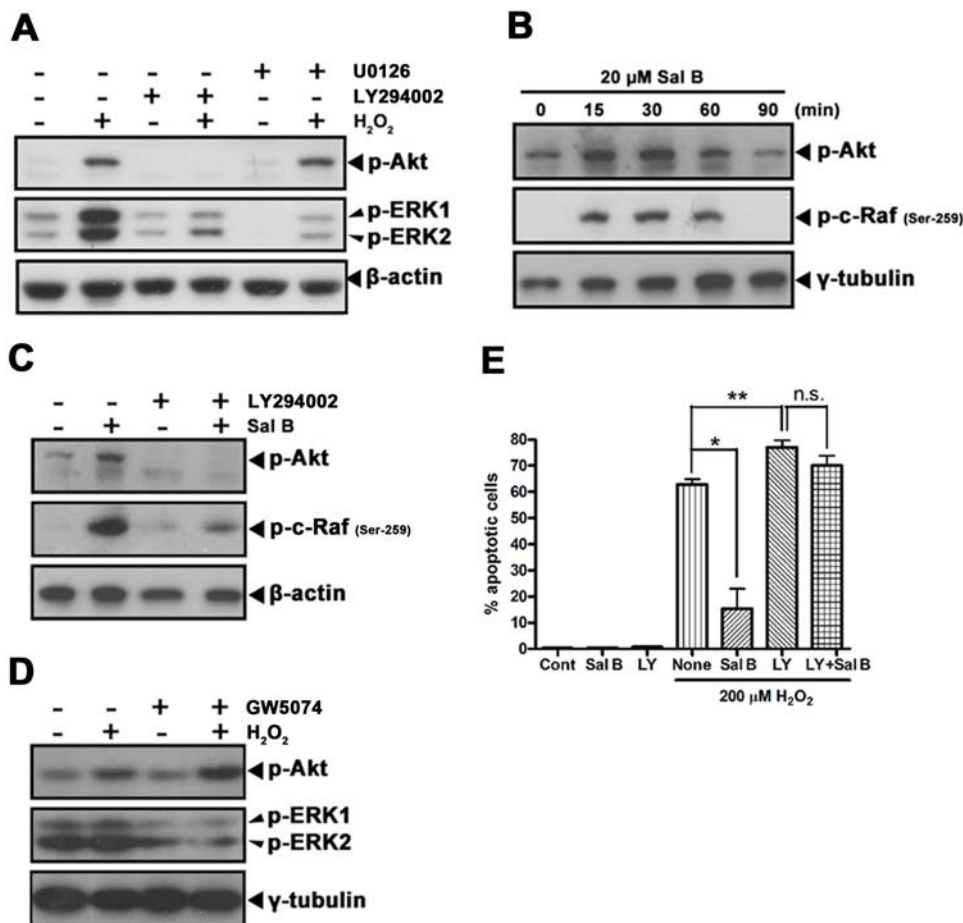 A
- - - - + + U0126
- - + + - - LY294002
- + - + - + H₂O₂
p-Akt
p-ERK1
p-ERK2
β-actin
B
20 μM Sal B
0 15 30 60 90 (min)
p-Akt
p-c-Raf (Ser-259)
γ-tubulin
C
- - + + LY294002
- + - + Sal B
p-Akt
p-c-Raf (Ser-259)
β-actin
D
- - + + GW5074
- + - + H₂O₂
p-Akt
p-ERK1
p-ERK2
γ-tubulin
E
n.s.
**
*
% apoptotic cells
80
70
60
50
40
30
20
10
0
Cont Sal B LY None Sal B LY LY+Sal B
200 μM H₂O₂